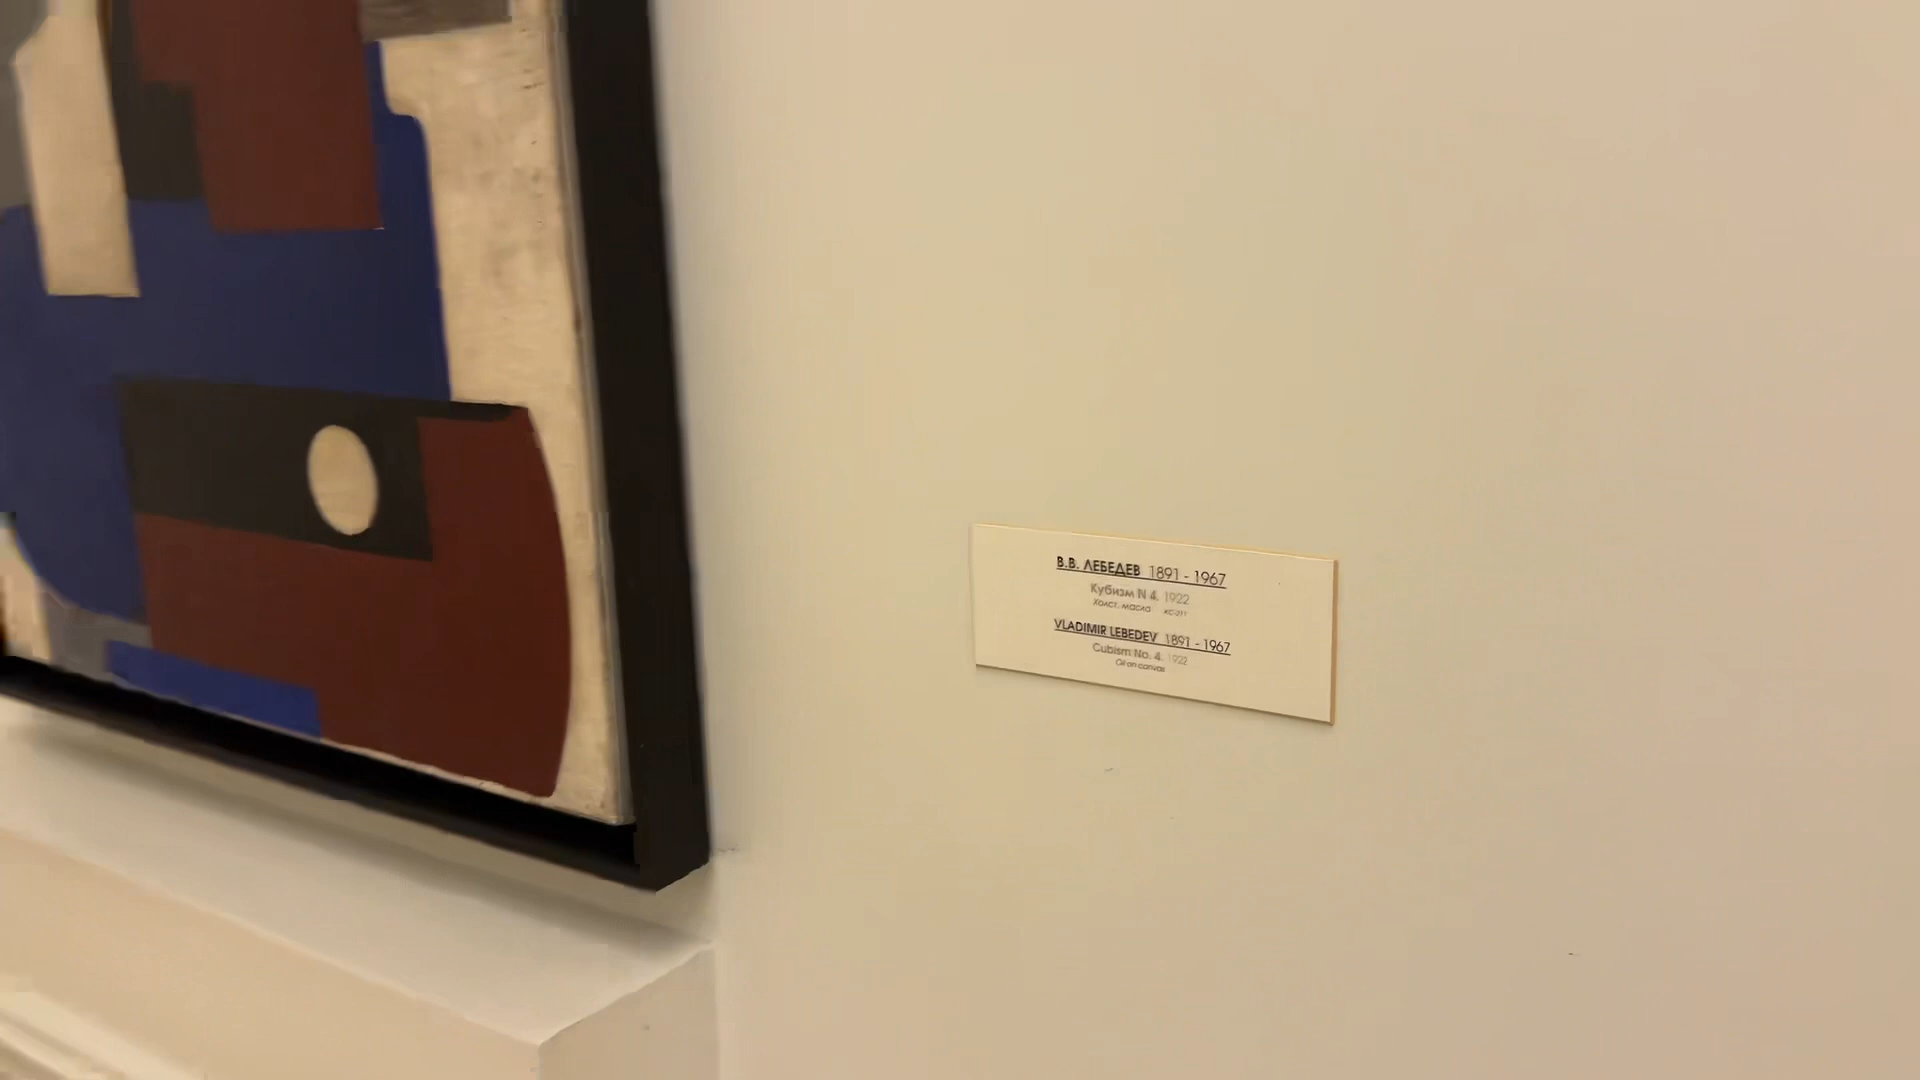 В.В. ЛЕБЕДЕВ 1891 - 1967
Кубизм N 4. 1922
Холст, масло
VLADIMIR LEBEDEV 1891 - 1967
Cubism No. 4. 1922
Oil on canvas